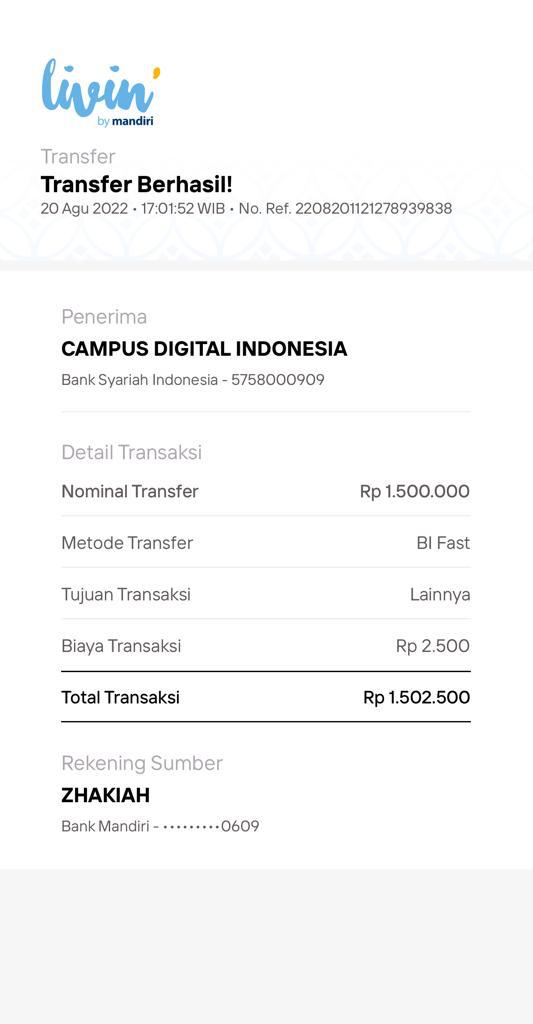 livin'
by mandiri
Transfer
Transfer Berhasil!
20 Agu 2022 • 17:01:52 WIB • No. Ref. 2208201121278939838
Penerima
CAMPUS DIGITAL INDONESIA
Bank Syariah Indonesia - 5758000909
Detail Transaksi
Nominal Transfer Rp 1.500.000
Metode Transfer BI Fast
Tujuan Transaksi Lainnya
Biaya Transaksi Rp 2.500
Total Transaksi Rp 1.502.500
Rekening Sumber
ZHAKIAH
Bank Mandiri - •••••••••0609